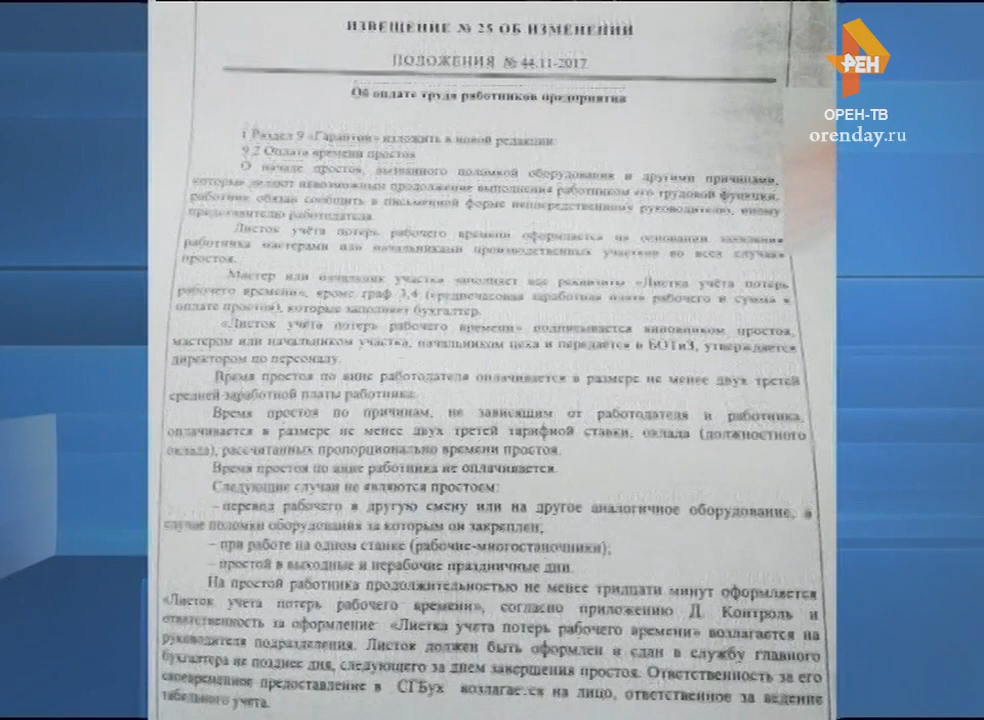 ИЗВЕЩЕНИЕ № 25 ОБ ИЗМЕНЕНИИ
ПОЛОЖЕНИЯ № 44.11-2017
РЕН
ОРЕН-ТВ
orenday.ru
Об оплате труда работников предприятия
1 Раздел 9 «Гарантии» изложить в новой редакции:
9.2 Оплата времени простоя
О начале простоя, вызванного поломкой оборудования и другими причинами,
которые делают невозможным продолжение выполнения работником его трудовой функции,
работник обязан сообщить в письменной форме непосредственному руководителю, иному
представителю работодателя.
Листок учёта потерь рабочего времени оформляется на основании заявления
работника мастерами или начальниками производственных участков во всех случаях
простоя.
Мастер или начальник участка заполняет все реквизиты «Листка учёта потерь
рабочего времени», кроме граф 3,4 (среднечасовая заработная плата рабочего и сумма к
оплате простоя), которые заполняет бухгалтер.
«Листок учёта потерь рабочего времени» подписывается виновником простоя,
мастером или начальником участка, начальником цеха и передаётся в БОТиЗ, утверждается
директором по персоналу.
Время простоя по вине работодателя оплачивается в размере не менее двух третей
средней заработной платы работника.
Время простоя по причинам, не зависящим от работодателя и работника,
оплачивается в размере не менее двух третей тарифной ставки, оклада (должностного
оклада), рассчитанных пропорционально времени простоя.
Время простоя по вине работника не оплачивается.
Следующие случаи не являются простоем:
– перевод рабочего в другую смену или на другое аналогичное оборудование, в
случае поломки оборудования за которым он закреплен;
– при работе на одном станке (рабочие-многостаночники);
– простой в выходные и нерабочие праздничные дни.
На простой работника продолжительностью не менее тридцати минут оформляется
«Листок учета потерь рабочего времени», согласно приложению Д. Контроль и
ответственность за оформление «Листка учета потерь рабочего времени» возлагается на
руководителя подразделения. Листок должен быть оформлен и сдан в службу главного
бухгалтера не позднее дня, следующего за днем завершения простоя. Ответственность за его
своевременное предоставление в СГБух возлагается на лицо, ответственное за ведение
табельного учета.